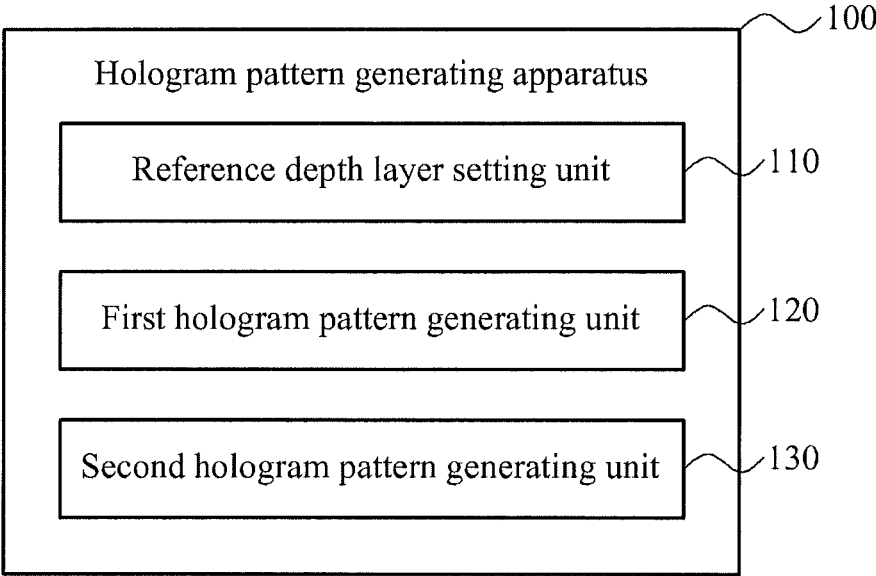 100
Hologram pattern generating apparatus
Reference depth layer setting unit
110
First hologram pattern generating unit
120
Second hologram pattern generating unit
130